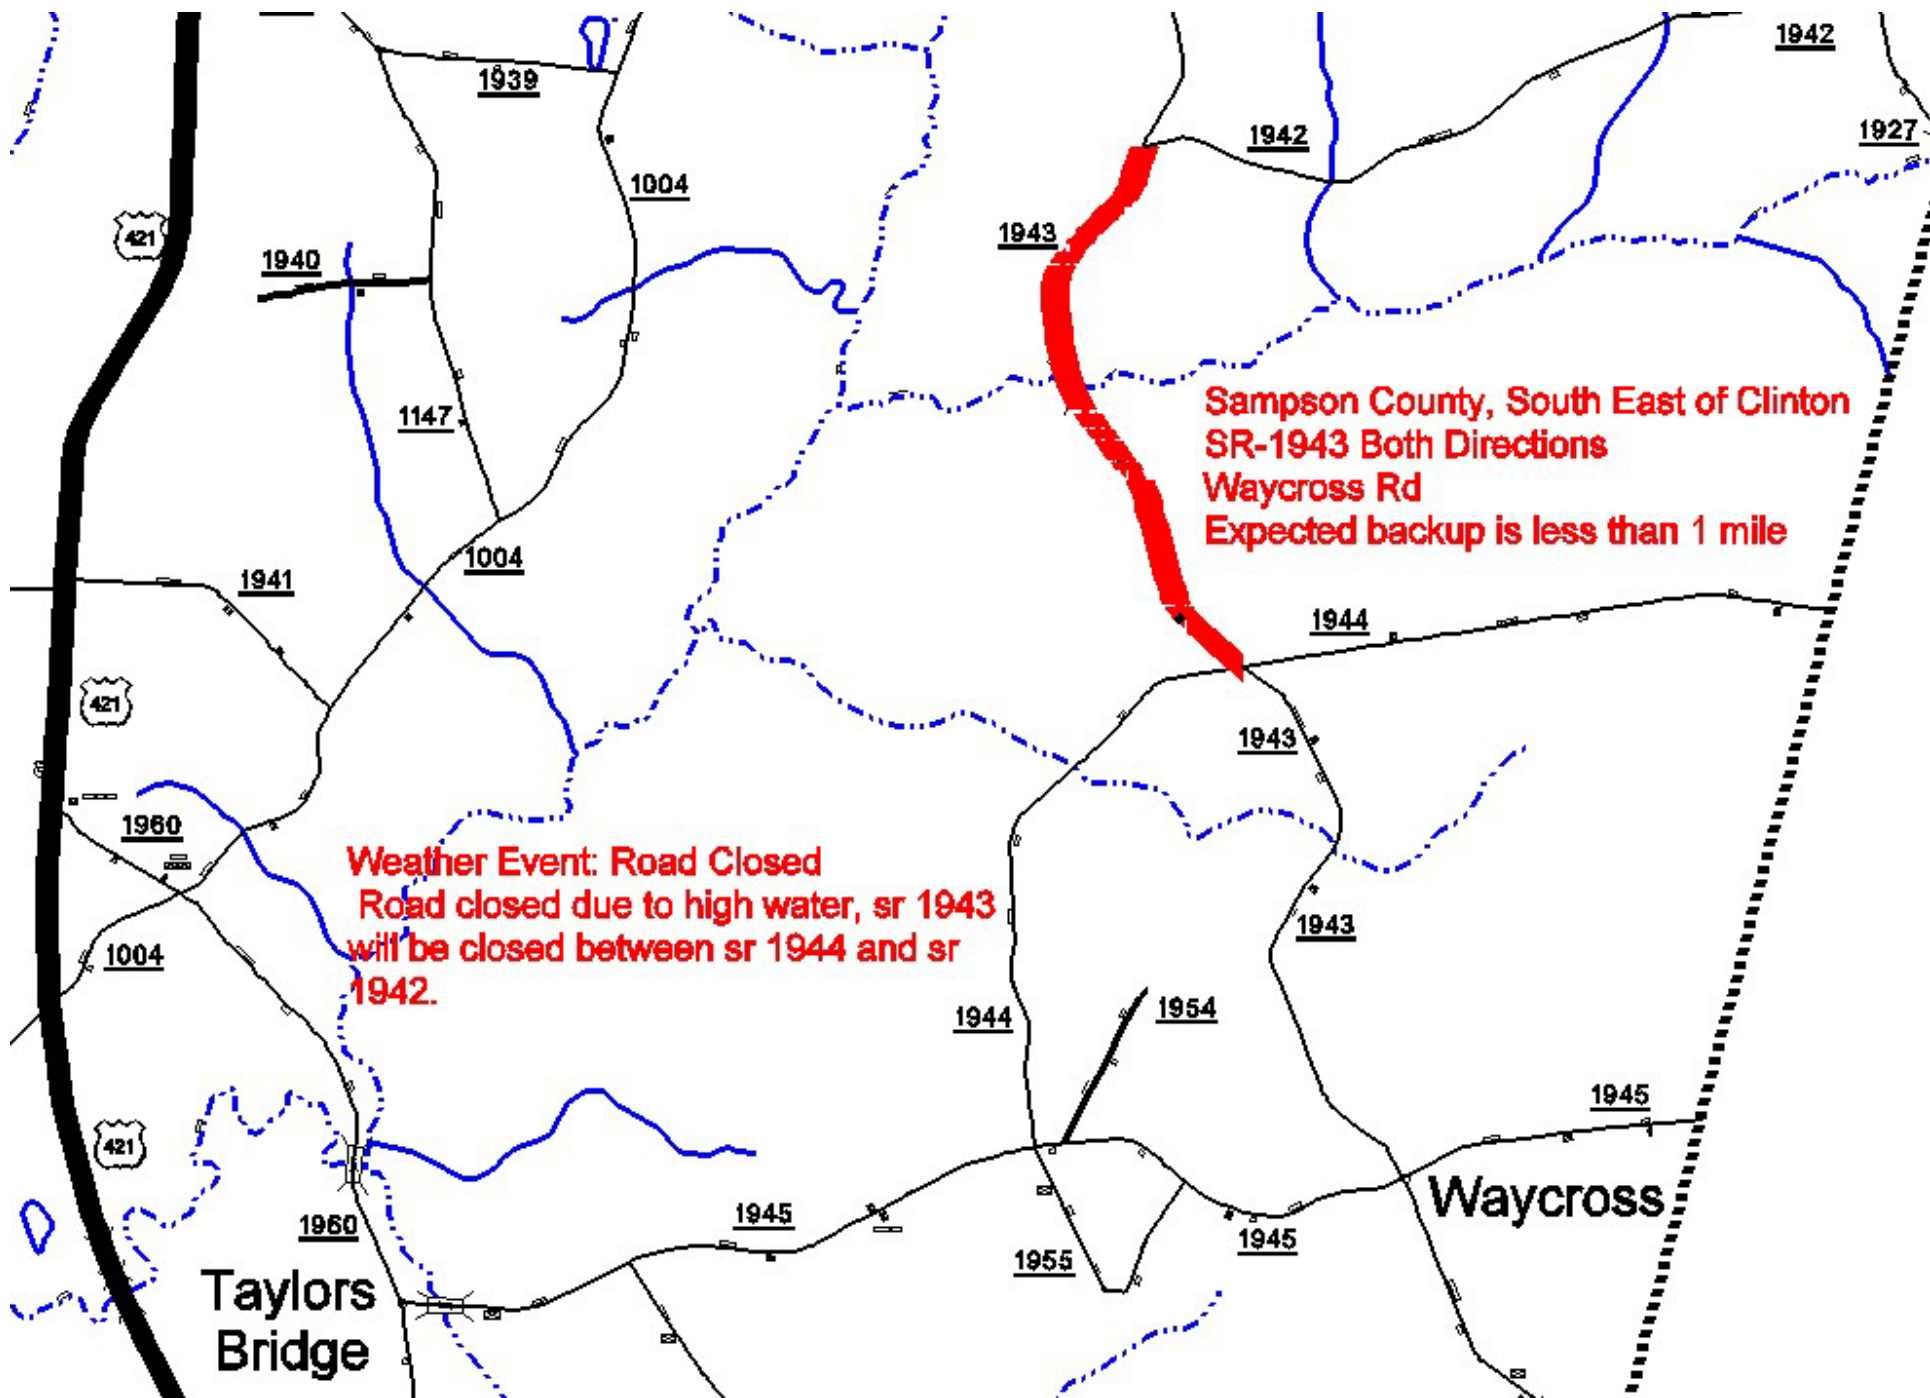 1942
1939
1927
1942
1004
421
1943
1940
Sampson County, South East of Clinton
SR-1943 Both Directions
Waycross Rd
Expected backup is less than 1 mile
1147
1004
1941
1944
421
1943
1960
Weather Event: Road Closed
Road closed due to high water, sr 1943
will be closed between sr 1944 and sr
1942.
1943
1004
1944
1954
1945
421
Waycross
1960
1945
1945
1955
Taylors
Bridge